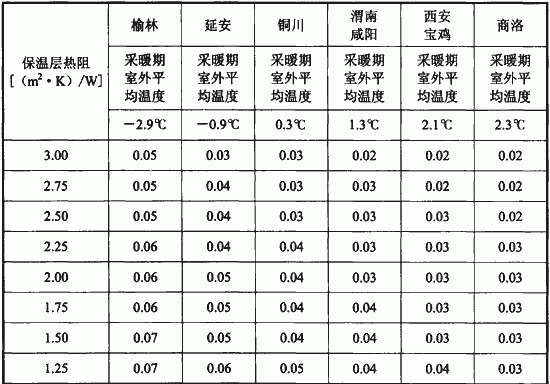 保温层热阻
[（m²·K）/W]
榆林 延安 铜川 渭南 咸阳 西安 宝鸡 商洛
采暖期 采暖期 采暖期 采暖期 采暖期 采暖期
室外平 室外平 室外平 室外平 室外平 室外平
均温度 均温度 均温度 均温度 均温度 均温度
－2.9℃ －0.9℃ 0.3℃ 1.3℃ 2.1℃ 2.3℃
3.00 0.05 0.03 0.03 0.02 0.02 0.02
2.75 0.05 0.04 0.03 0.03 0.02 0.02
2.50 0.05 0.04 0.03 0.03 0.03 0.02
2.25 0.06 0.04 0.04 0.03 0.03 0.03
2.00 0.06 0.05 0.04 0.03 0.03 0.03
1.75 0.06 0.05 0.04 0.04 0.03 0.03
1.50 0.07 0.05 0.04 0.04 0.03 0.03
1.25 0.07 0.06 0.05 0.04 0.04 0.03